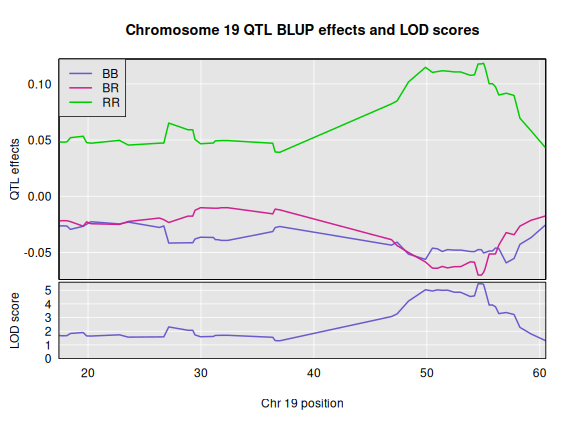 Chromosome 19 QTL BLUP effects and LOD scores
BB
BR
RR
QTL effects
0.10
0.05
0.00
-0.05
LOD score
5
4
3
2
1
0
20 30 40 50 60
Chr 19 position